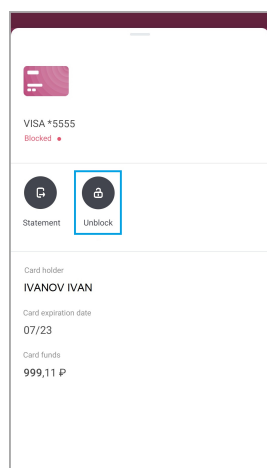 VISA *5555
Blocked
Statement Unblock
Card holder
IVANOV IVAN
Card expiration date
07/23
Card funds
999,11 ₽